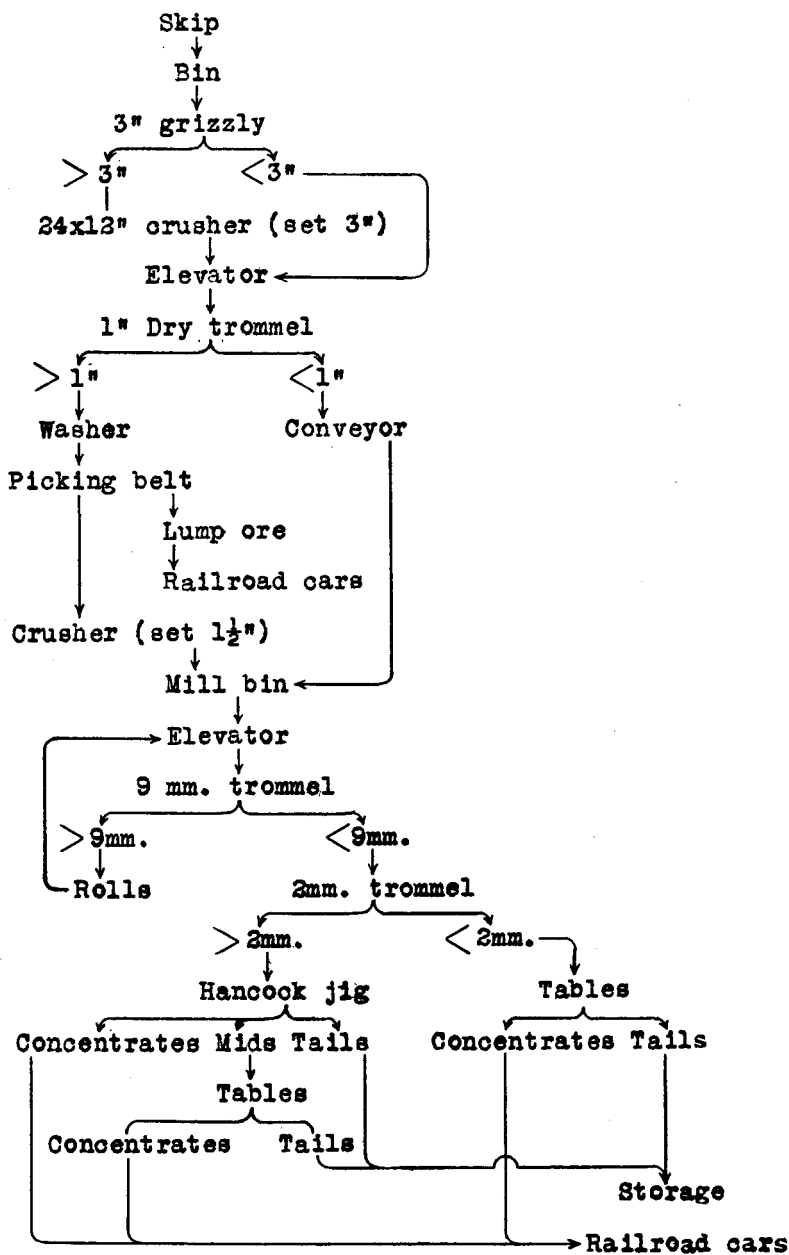 Skip
Bin
3" grizzly
> 3" <3"
24x12" crusher (set 3")
Elevator
1" Dry trommel
> 1" <1"
Washer Conveyor
Picking belt
Lump ore
Railroad cars
Crusher (set 1½")
Mill bin
Elevator
9 mm. trommel
> 9mm. <9mm.
Rolls 2mm. trommel
> 2mm. < 2mm.
Hancock jig Tables
Concentrates Mids Tails Concentrates Tails
Tables
Concentrates Tails
Storage
Railroad cars